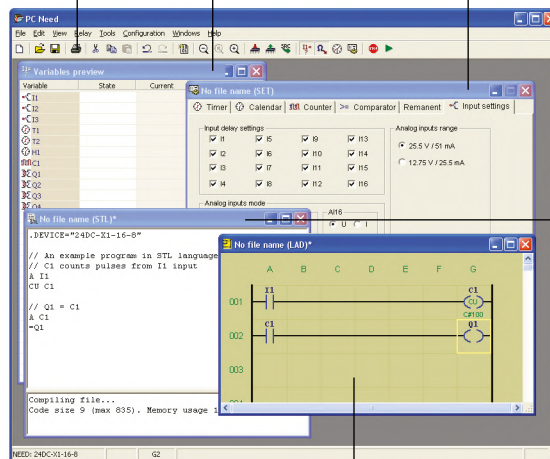 PC Need
File Edit View Relay Tools Configuration Windows Help
STOP
Variables preview
Variable State Current
I1
I2
I3
T1
T2
H1
C1
Q1
Q2
Q3
Q4
No file name (SET)
Timer Calendar Counter >= Comparator Remanent Input settings
Input delay settings
I1 I5 I9 I13
I2 I6 I10 I14
I3 I7 I11 I15
I4 I8 I12 I16
Analog inputs range
25.5 V / 51 mA
12.75 V / 25.5 mA
Analog inputs mode
AI16
U I
No file name (STL)*
.DEVICE="24DC-X1-16-8"
// An example program in STL language
// C1 counts pulses from I1 input
A I1
CU C1
// Q1 = C1
A C1
=Q1
Compiling file...
Code size 9 (max 835). Memory usage 1
No file name (LAD)*
A B C D E F G
001 I1 C1
CU
C#100
002 C1 Q1
003
004
NEED: 24DC-X1-16-8 G2